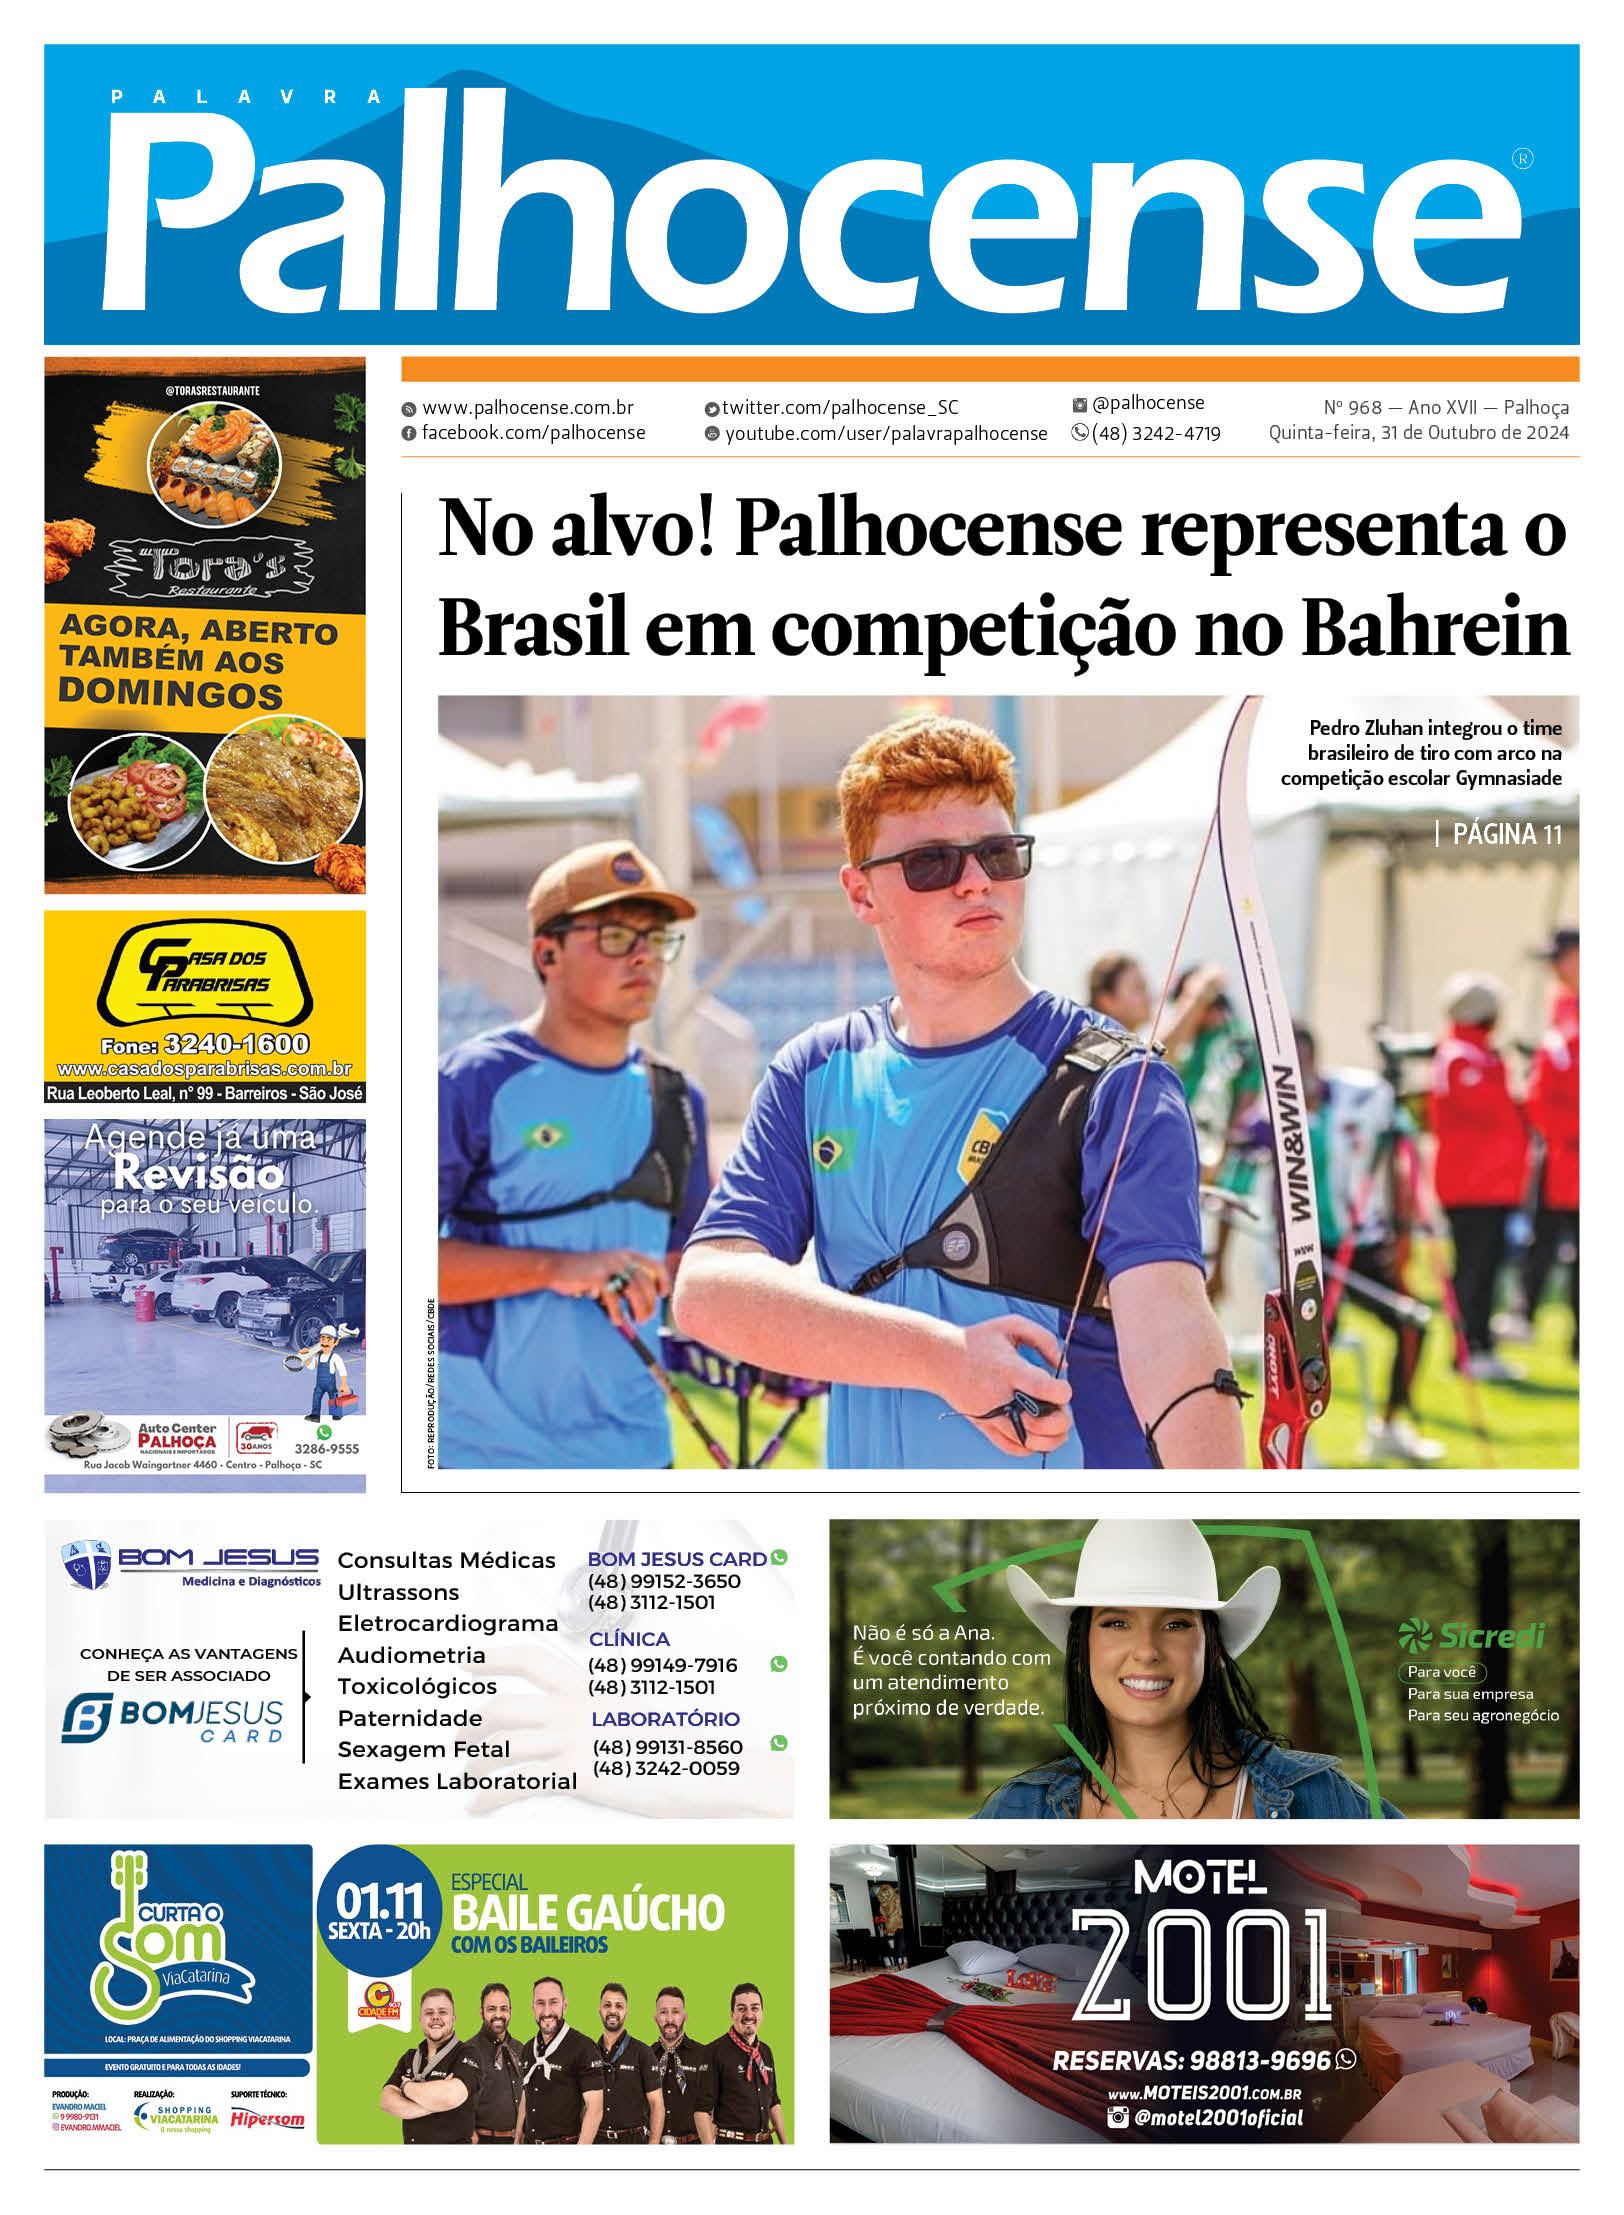 PALAVRA
Palhocense
®
@TORASRESTAURANTE
Tora's
Restaurante
AGORA, ABERTO
TAMBÉM AOS
DOMINGOS
CASA DOS
PARABRISAS
Fone: 3240-1600
www.casadosparabrisas.com.br
Rua Leoberto Leal, n° 99 - Barreiros - São José
Agende já uma
Revisão
para o seu veículo.
Auto Center
PALHOÇA
NACIONAIS E IMPORTADOS
30 ANOS
3286-9555
Rua Jacob Waingartner 4460 - Centro - Palhoça - SC
www.palhocense.com.br
facebook.com/palhocense
twitter.com/palhocense_SC
youtube.com/user/palavrapalhocense
@palhocense
(48) 3242-4719
Nº 968 — Ano XVII — Palhoça
Quinta-feira, 31 de Outubro de 2024
No alvo! Palhocense representa o
Brasil em competição no Bahrein
Pedro Zluhan integrou o time
brasileiro de tiro com arco na
competição escolar Gymnasiade
| PÁGINA 11
WIN&WIN
W&W
SF
CB
FOTO: REPRODUÇÃO/REDES SOCIAIS/CBDE
BOM JESUS
Medicina e Diagnósticos
CONHEÇA AS VANTAGENS
DE SER ASSOCIADO
BOMJESUS
CARD
Consultas Médicas
Ultrassons
Eletrocardiograma
Audiometria
Toxicológicos
Paternidade
Sexagem Fetal
Exames Laboratorial
BOM JESUS CARD
(48) 99152-3650
(48) 3112-1501
CLÍNICA
(48) 99149-7916
(48) 3112-1501
LABORATÓRIO
(48) 99131-8560
(48) 3242-0059
Não é só a Ana.
É você contando com
um atendimento
próximo de verdade.
Sicredi
Para você
Para sua empresa
Para seu agronegócio
CURTA O
Som
ViaCatarina
LOCAL: PRAÇA DE ALIMENTAÇÃO DO SHOPPING VIACATARINA
EVENTO GRATUITO E PARA TODAS AS IDADES!
PRODUÇÃO:
EVANDRO MACIEL
9 9980-9131
EVANDRO.MMACIEL
REALIZAÇÃO:
SHOPPING
VIACATARINA
O nosso shopping
SUPORTE TÉCNICO:
Hipersom
01.11
SEXTA - 20h
CIDADE FM
ESPECIAL
BAILE GAÚCHO
COM OS BAILEIROS
MOTEL
2001
Love
RESERVAS: 98813-9696
WWW.MOTEIS2001.COM.BR
@motel2001oficial